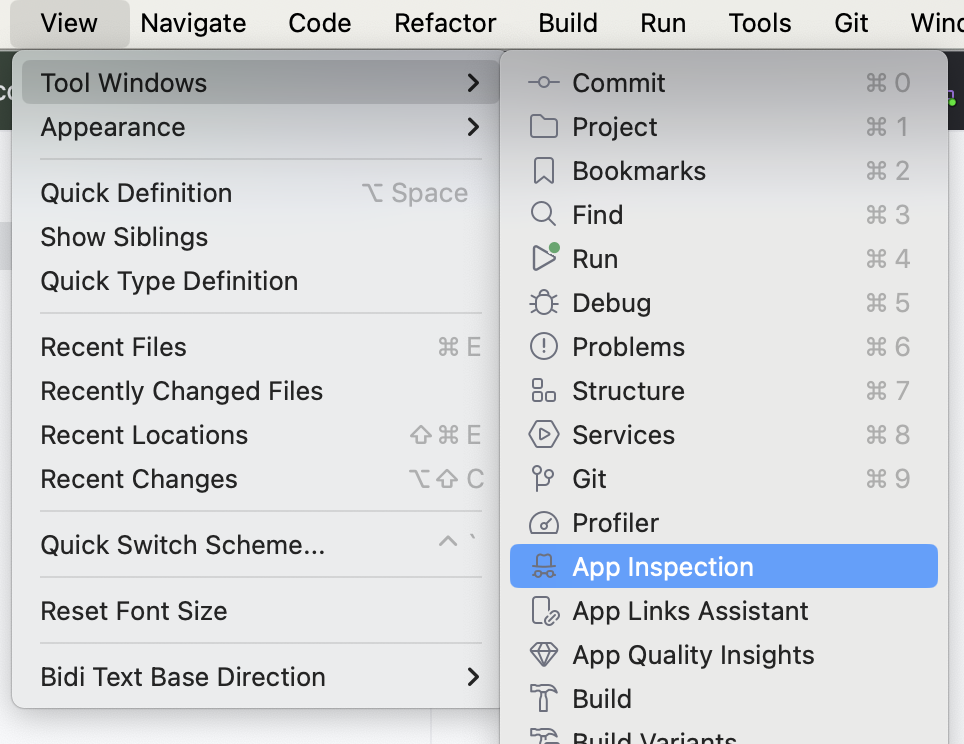 View Navigate Code Refactor Build Run Tools Git
Tool Windows
Appearance
Quick Definition ⌥ Space
Show Siblings
Quick Type Definition
Recent Files ⌘ E
Recently Changed Files
Recent Locations ⇧⌘ E
Recent Changes ⌥⇧ C
Quick Switch Scheme... ^ `
Reset Font Size
Bidi Text Base Direction
Commit ⌘ 0
Project ⌘ 1
Bookmarks ⌘ 2
Find ⌘ 3
Run ⌘ 4
Debug ⌘ 5
Problems ⌘ 6
Structure ⌘ 7
Services ⌘ 8
Git ⌘ 9
Profiler
App Inspection
App Links Assistant
App Quality Insights
Build
Build Variants